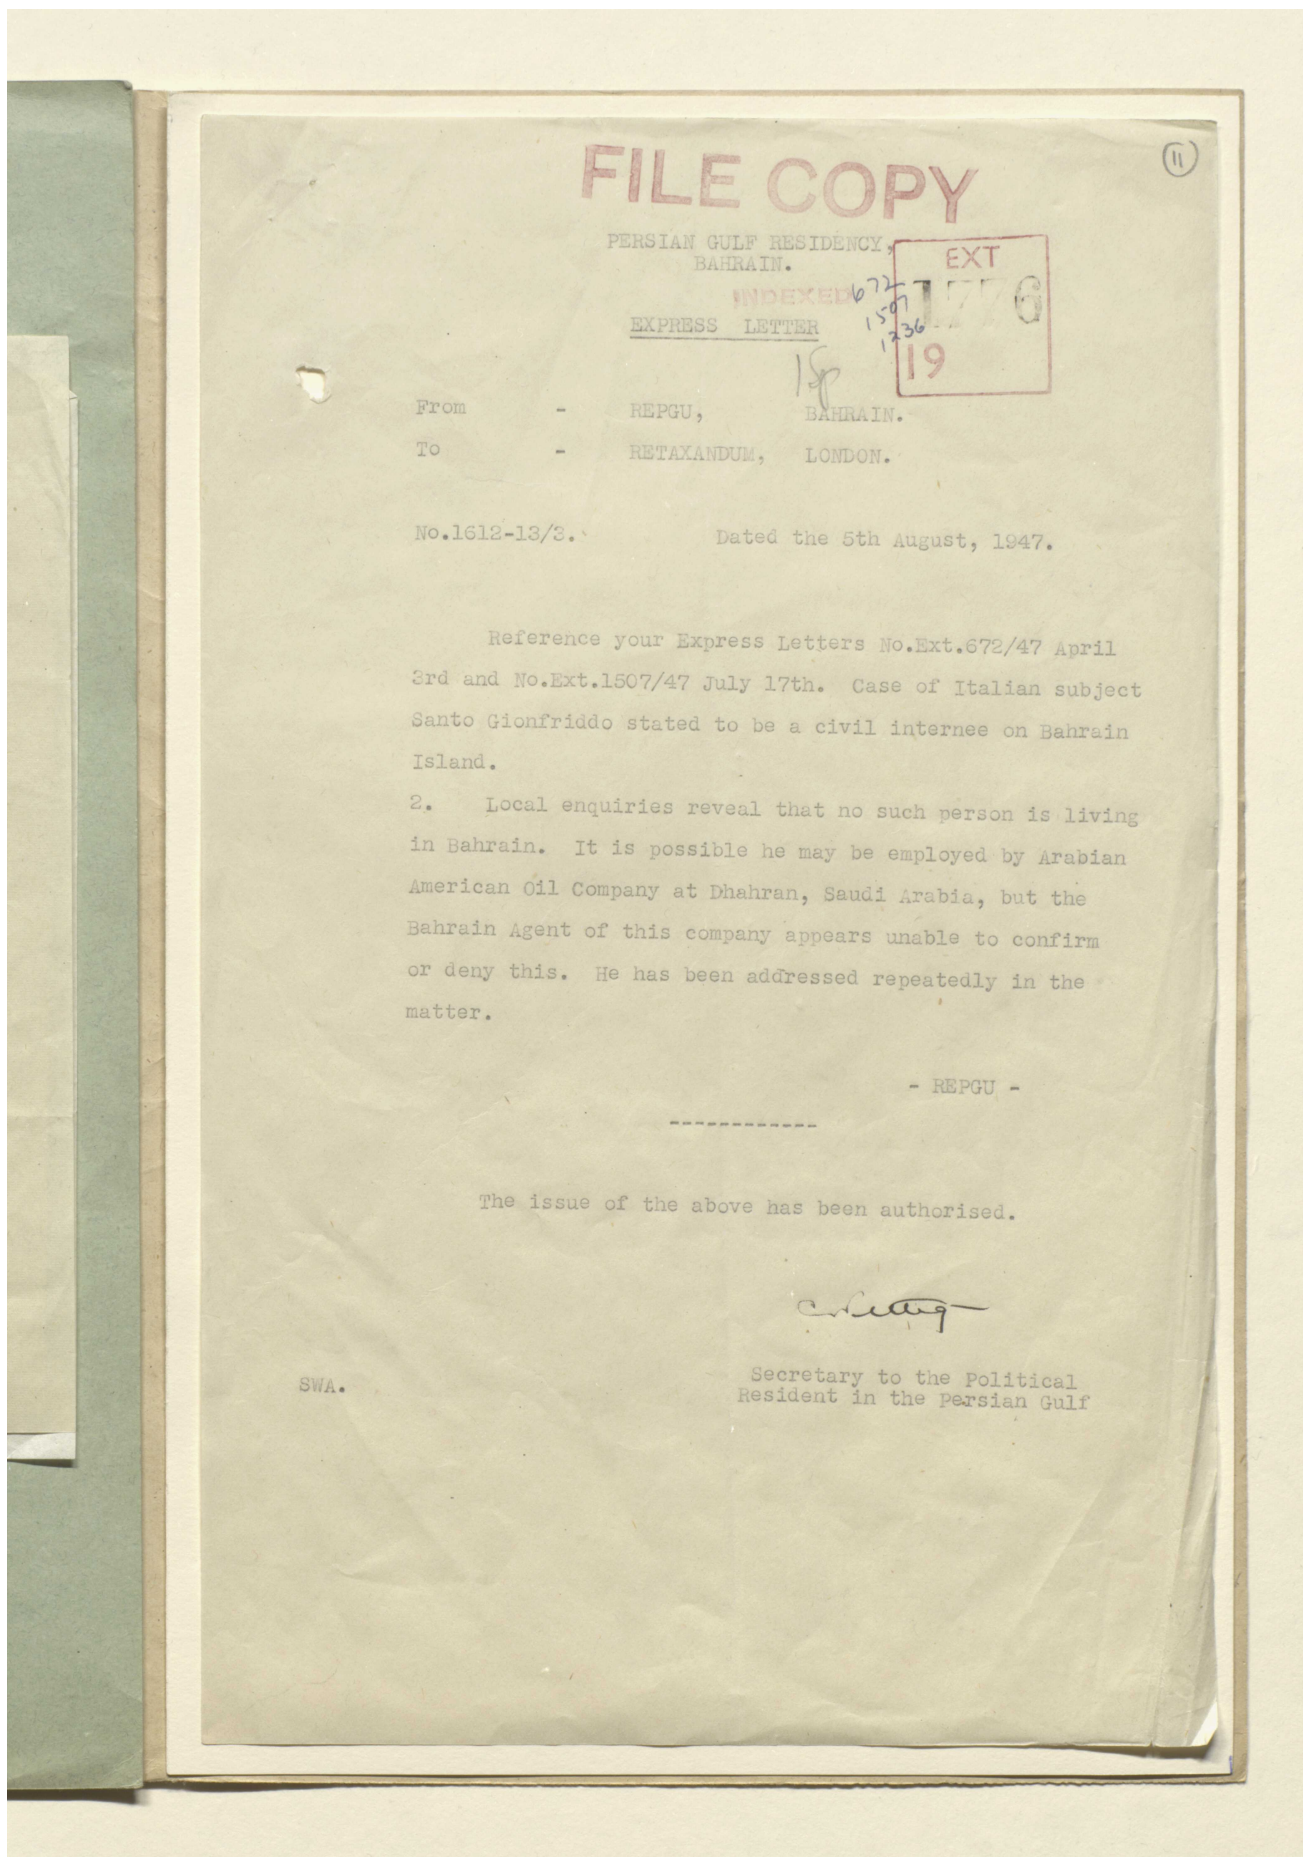 11
FILE COPY
PERSIAN GULF RESIDENCY,
BAHRAIN.
EXT
1776
19
INDEXED
672
1507
1236
EXPRESS LETTER
From - REPGU, BAHRAIN.
To - RETAXANDUM, LONDON.
No.1612-13/3. Dated the 5th August, 1947.
Reference your Express Letters No.Ext.672/47 April
3rd and No.Ext.1507/47 July 17th. Case of Italian subject
Santo Gionfriddo stated to be a civil internee on Bahrain
Island.
2. Local enquiries reveal that no such person is living
in Bahrain. It is possible he may be employed by Arabian
American Oil Company at Dhahran, Saudi Arabia, but the
Bahrain Agent of this company appears unable to confirm
or deny this. He has been addressed repeatedly in the
matter.
- REPGU -
------------
The issue of the above has been authorised.
Secretary to the Political
Resident in the Persian Gulf
SWA.